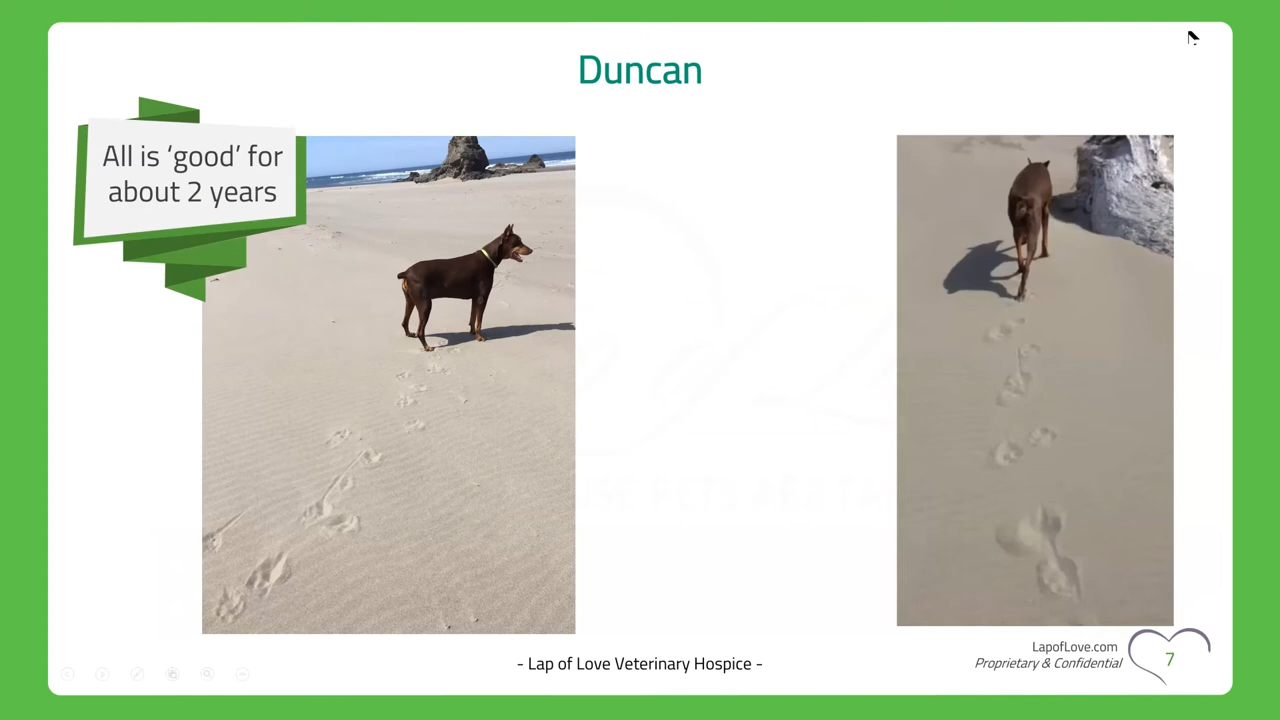 Duncan
All is ‘good’ for
about 2 years
- Lap of Love Veterinary Hospice -
LapofLove.com
Proprietary & Confidential
7